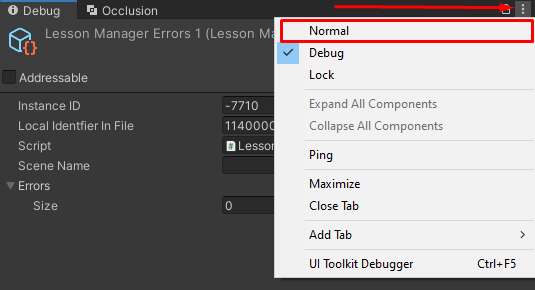 Debug
Occlusion
Lesson Manager Errors 1 (Lesson Ma
Addressable
Instance ID -7710
Local Identfier In File 1140000
Script Lesson
Scene Name
Errors
Size 0
Normal
Debug
Lock
Expand All Components
Collapse All Components
Ping
Maximize
Close Tab
Add Tab
UI Toolkit Debugger Ctrl+F5